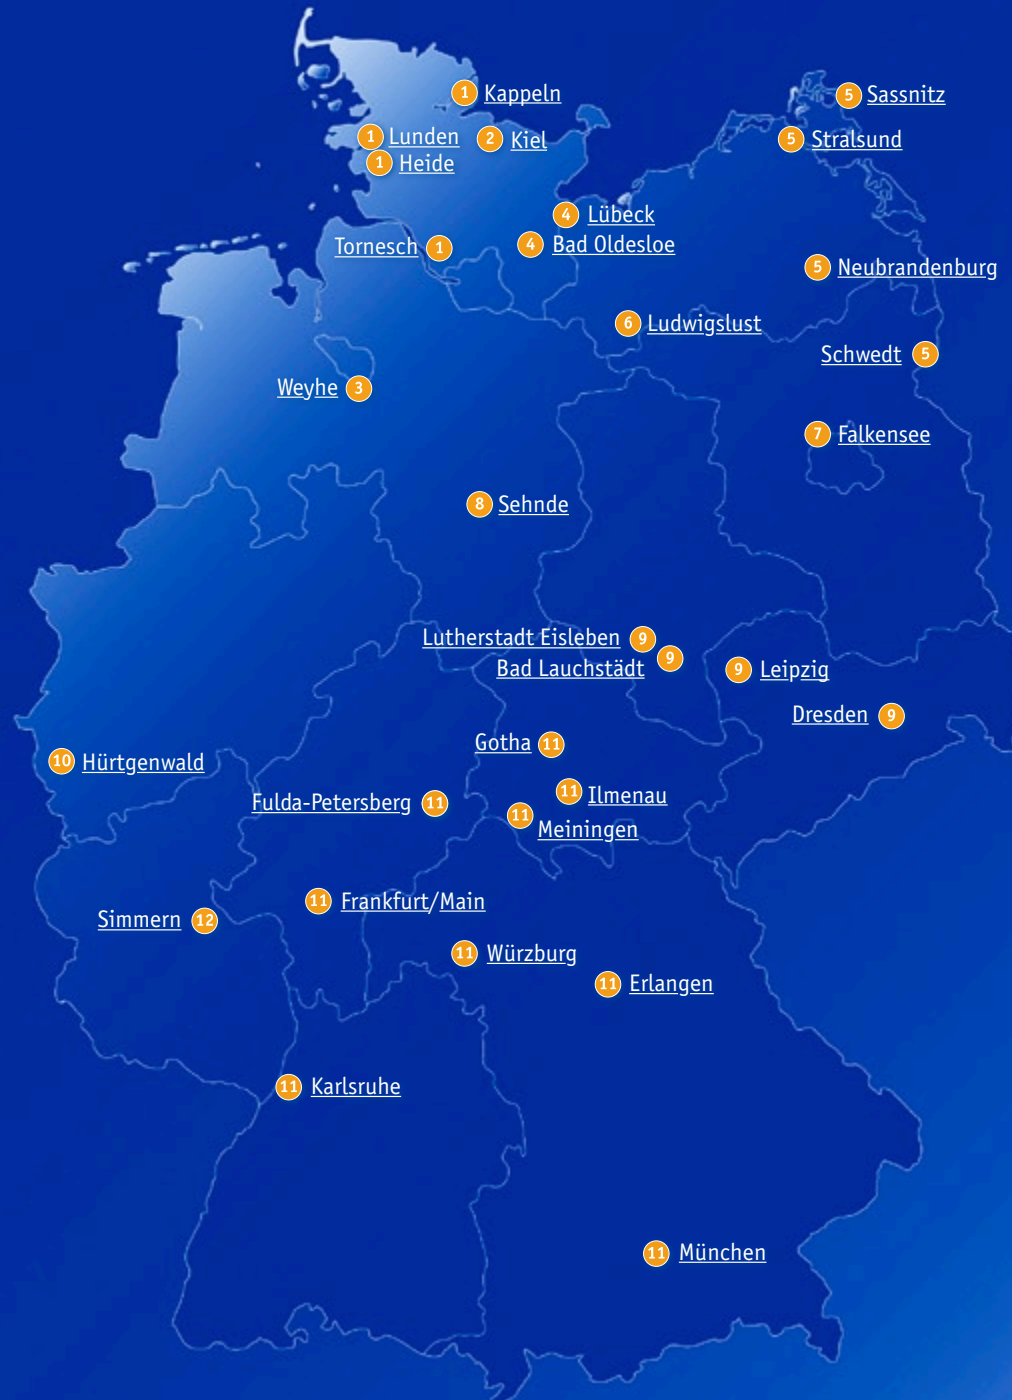 1 Kappeln
5 Sassnitz
1 Lunden
2 Kiel
5 Stralsund
1 Heide
4 Lübeck
Tornesch 1
4 Bad Oldesloe
5 Neubrandenburg
6 Ludwigslust
Schwedt 5
Weyhe 3
7 Falkensee
8 Sehnde
Lutherstadt Eisleben 9
Bad Lauchstädt 9
9 Leipzig
Dresden 9
Gotha 11
10 Hürtgenwald
11 Ilmenau
Fulda-Petersberg 11
11 Meiningen
11 Frankfurt/Main
Simmern 12
11 Würzburg
11 Erlangen
11 Karlsruhe
11 München